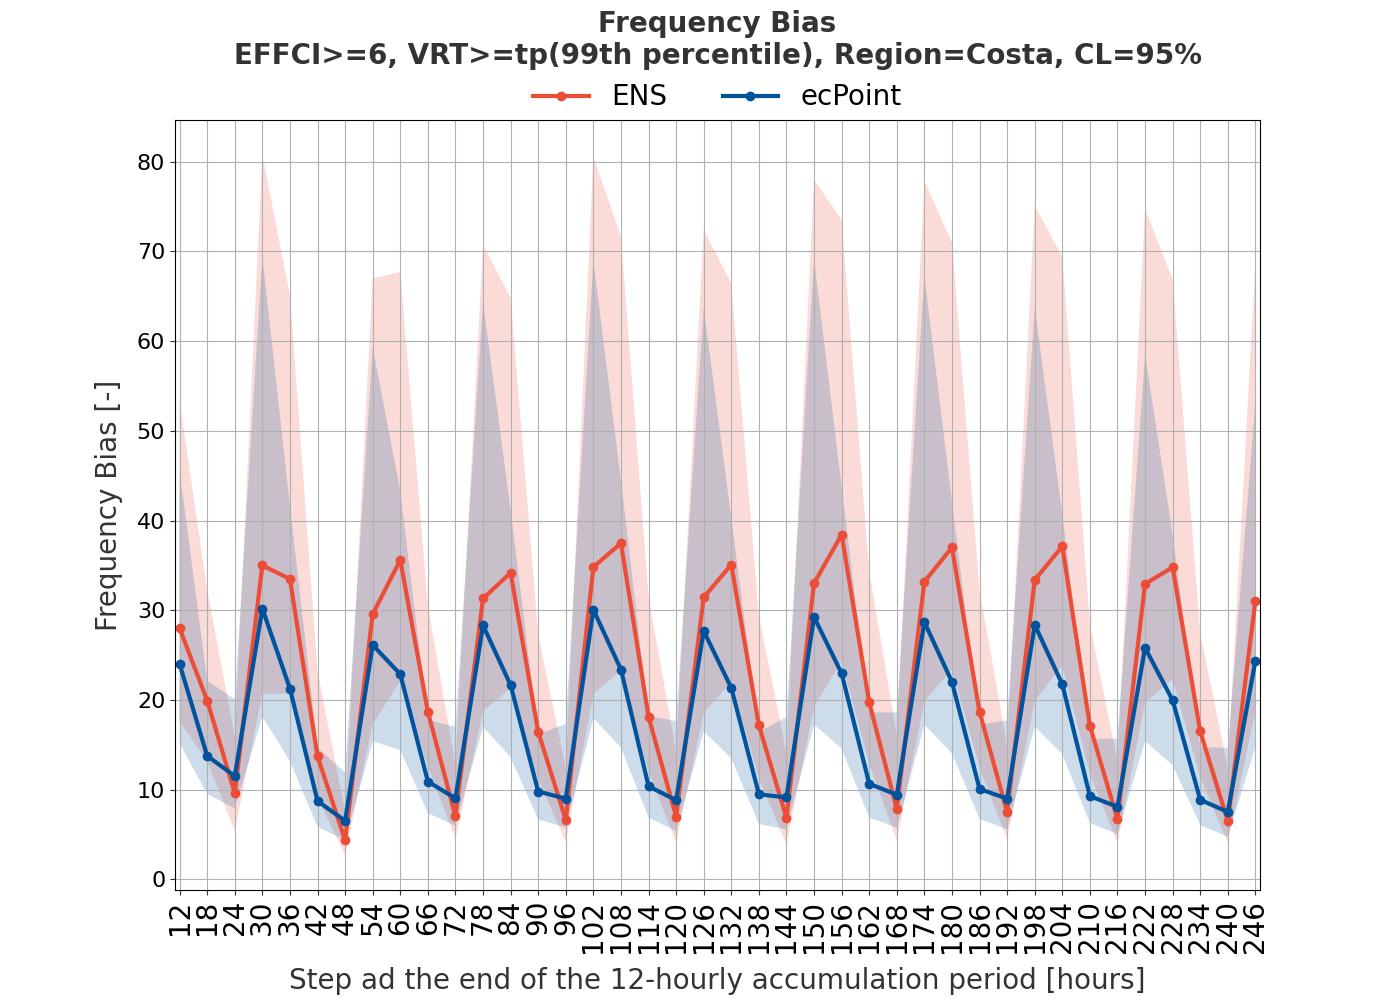 Frequency Bias
EFFCI>=6, VRT>=tp(99th percentile), Region=Costa, CL=95%
ENS ecPoint
Frequency Bias [-]
80
70
60
50
40
30
20
10
0
12 18 24 30 36 42 48 54 60 66 72 78 84 90 96 102 108 114 120 126 132 138 144 150 156 162 168 174 180 186 192 198 204 210 216 222 228 234 240 246
Step ad the end of the 12-hourly accumulation period [hours]